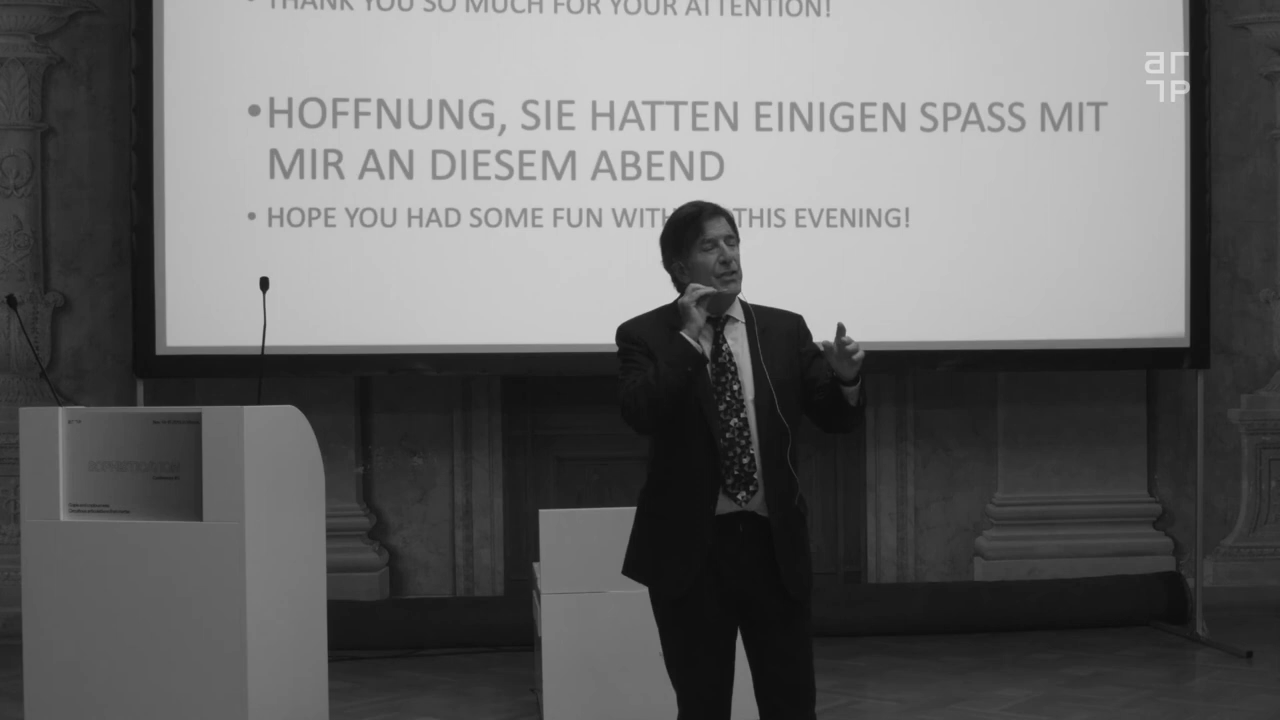 • THANK YOU SO MUCH FOR YOUR ATTENTION!
•HOFFNUNG, SIE HATTEN EINIGEN SPASS MIT
MIR AN DIESEM ABEND
• HOPE YOU HAD SOME FUN WITH THIS EVENING!
SOPHISTICATION